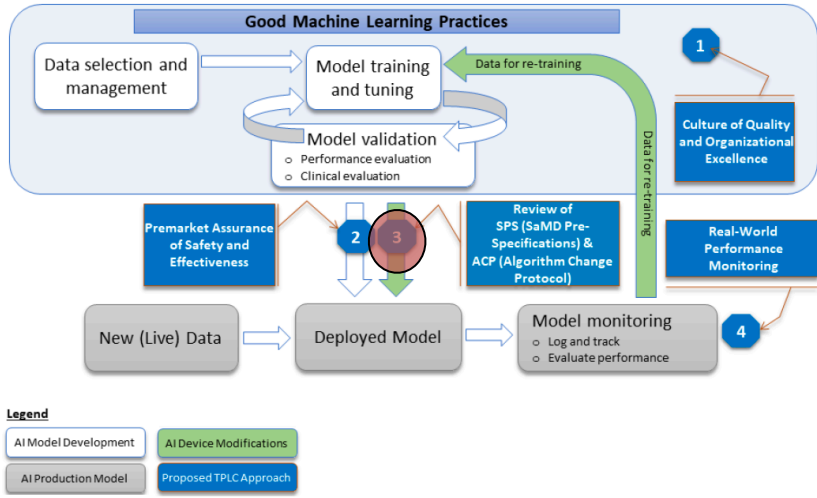 Good Machine Learning Practices
Data selection and
management
Model training
and tuning
Data for re-training
1
Culture of Quality
and Organizational
Excellence
Model validation
o Performance evaluation
o Clinical evaluation
Data for re-training
Premarket Assurance
of Safety and
Effectiveness
2
3
Review of
SPS (SaMD Pre-
Specifications) &
ACP (Algorithm Change
Protocol)
Real-World
Performance
Monitoring
New (Live) Data
Deployed Model
Model monitoring
o Log and track
o Evaluate performance
4
Legend
AI Model Development
AI Device Modifications
AI Production Model
Proposed TPLC Approach